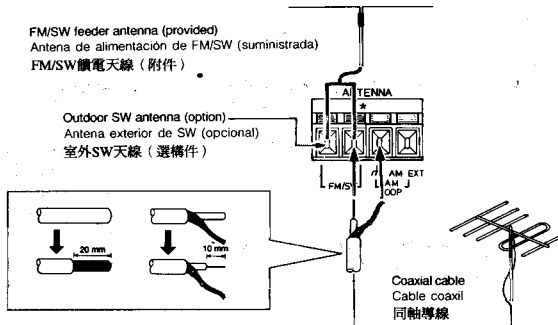 FM/SW feeder antenna (provided)
Antena de alimentación de FM/SW (suministrada)
FM/SW饋電天線（附件）
ANTENNA
*
Outdoor SW antenna (option)
Antena exterior de SW (opcional)
室外SW天線（選構件）
FM/SW
AM EXT
AM
LOOP
20 mm
10 mm
Coaxial cable
Cable coaxil
同軸導線